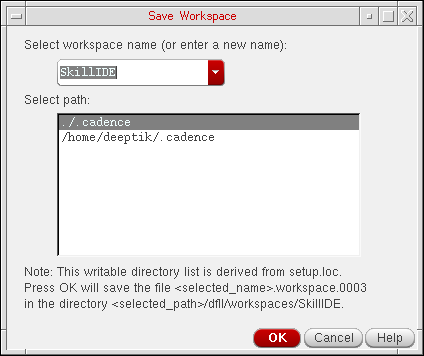 Save Workspace
Select workspace name (or enter a new name):
SkillIDE
Select path:
./.cadence
/home/deeptik/.cadence
Note: This writable directory list is derived from setup.loc.
Press OK will save the file <selected_name>.workspace.0003
in the directory <selected_path>/dfII/workspaces/SkillIDE.
OK Cancel Help